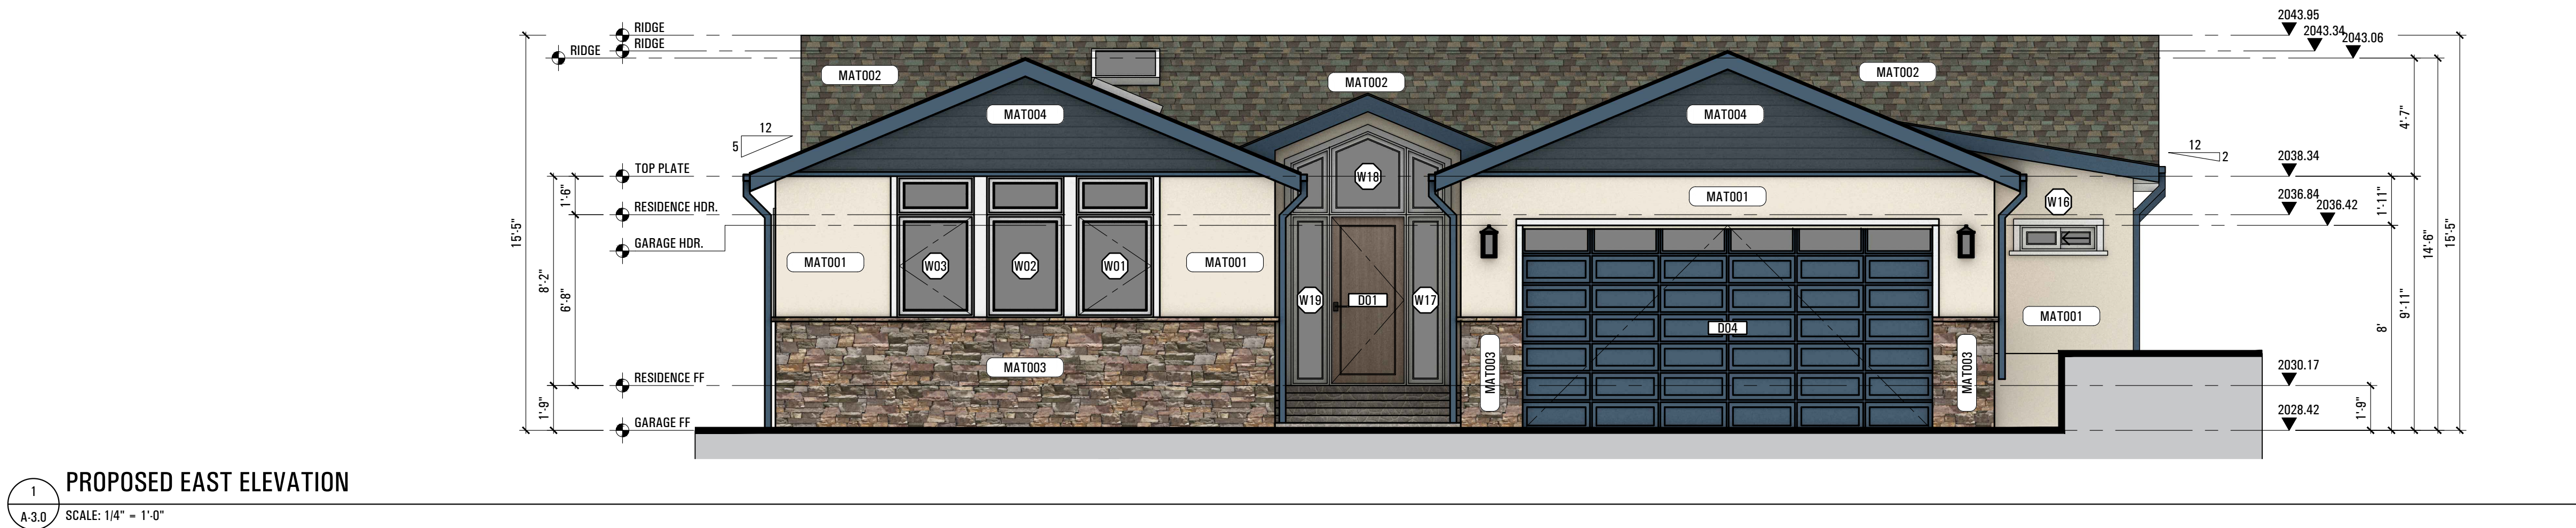 RIDGE
RIDGE
RIDGE
2043.95
2043.34
2043.06
MAT002
MAT002
MAT002
MAT004
MAT004
12
5
12
2
4'-7"
TOP PLATE
2038.34
W18
1'-6"
MAT001
W16
1'-11"
RESIDENCE HDR.
2036.84
2036.42
15'-5"
GARAGE HDR.
14'-6"
15'-5"
MAT001
W03
W02
W01
MAT001
8'-2"
6'-8"
W19
D01
W17
9'-11"
8'
MAT001
D04
MAT003
MAT003
MAT003
RESIDENCE FF
2030.17
1'-9"
1'-9"
GARAGE FF
2028.42
1
A-3.0
PROPOSED EAST ELEVATION
SCALE: 1/4" = 1'-0"